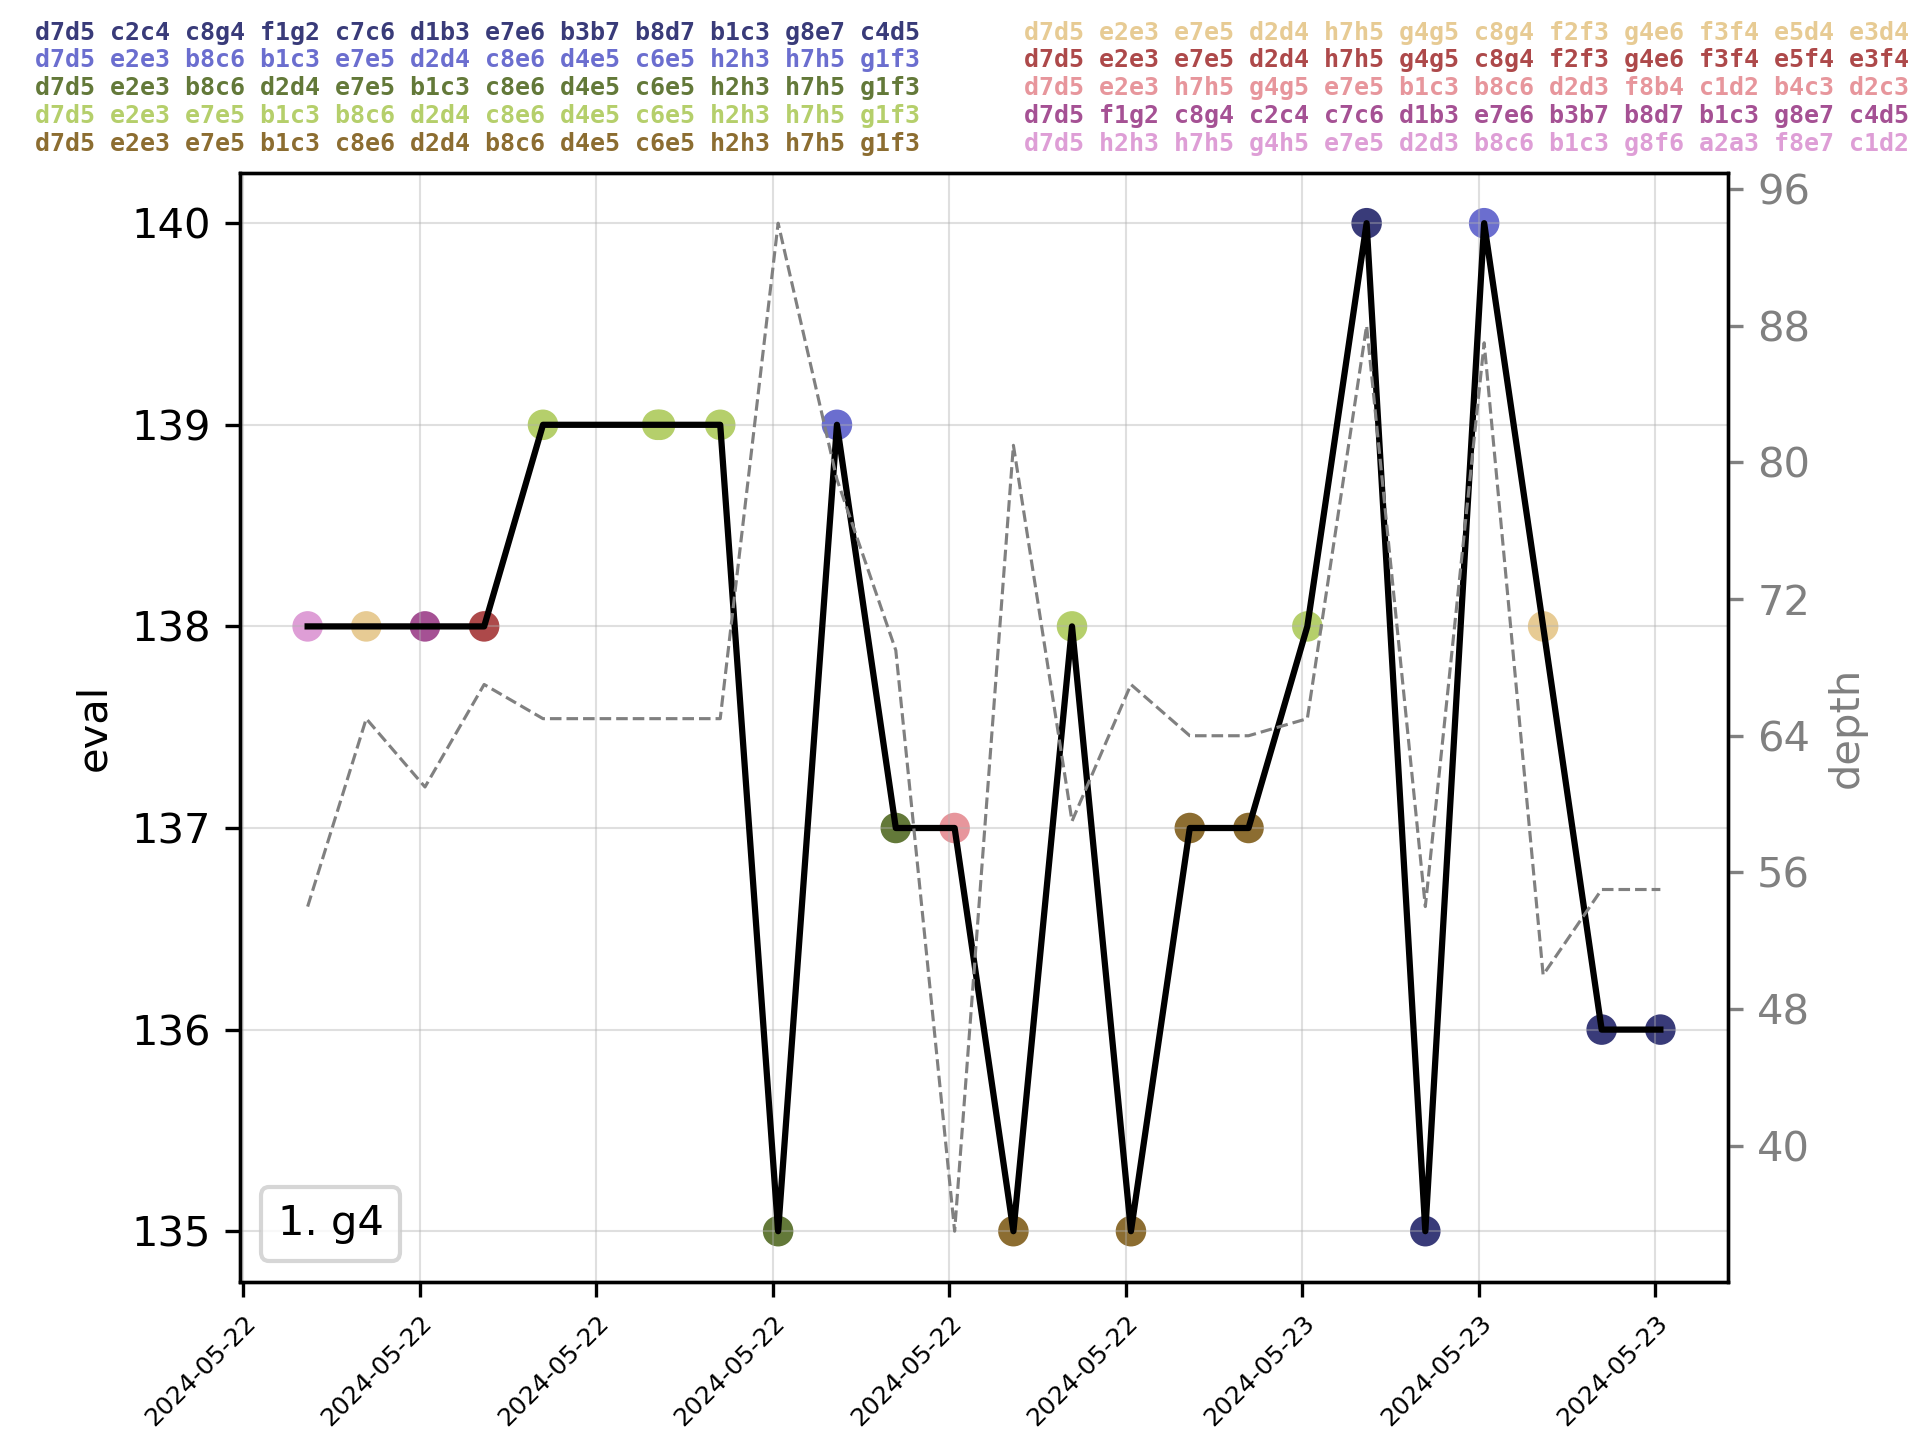 d7d5 c2c4 c8g4 f1g2 c7c6 d1b3 e7e6 b3b7 b8d7 b1c3 g8e7 c4d5
d7d5 e2e3 b8c6 b1c3 e7e5 d2d4 c8e6 d4e5 c6e5 h2h3 h7h5 g1f3
d7d5 e2e3 b8c6 d2d4 e7e5 b1c3 c8e6 d4e5 c6e5 h2h3 h7h5 g1f3
d7d5 e2e3 e7e5 b1c3 b8c6 d2d4 c8e6 d4e5 c6e5 h2h3 h7h5 g1f3
d7d5 e2e3 e7e5 b1c3 c8e6 d2d4 b8c6 d4e5 c6e5 h2h3 h7h5 g1f3
d7d5 e2e3 e7e5 d2d4 h7h5 g4g5 c8g4 f2f3 g4e6 f3f4 e5d4 e3d4
d7d5 e2e3 e7e5 d2d4 h7h5 g4g5 c8g4 f2f3 g4e6 f3f4 e5f4 e3f4
d7d5 e2e3 h7h5 g4g5 e7e5 b1c3 b8c6 d2d3 f8b4 c1d2 b4c3 d2c3
d7d5 f1g2 c8g4 c2c4 c7c6 d1b3 e7e6 b3b7 b8d7 b1c3 g8e7 c4d5
d7d5 h2h3 h7h5 g4h5 e7e5 d2d3 b8c6 b1c3 g8f6 a2a3 f8e7 c1d2
140
139
138
137
136
135
eval
96
88
80
72
64
56
48
40
depth
1. g4
2024-05-22
2024-05-22
2024-05-22
2024-05-22
2024-05-22
2024-05-22
2024-05-23
2024-05-23
2024-05-23